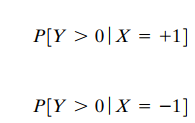 P[Y > 0|X = +1]
P[Y > 0|X = −1]